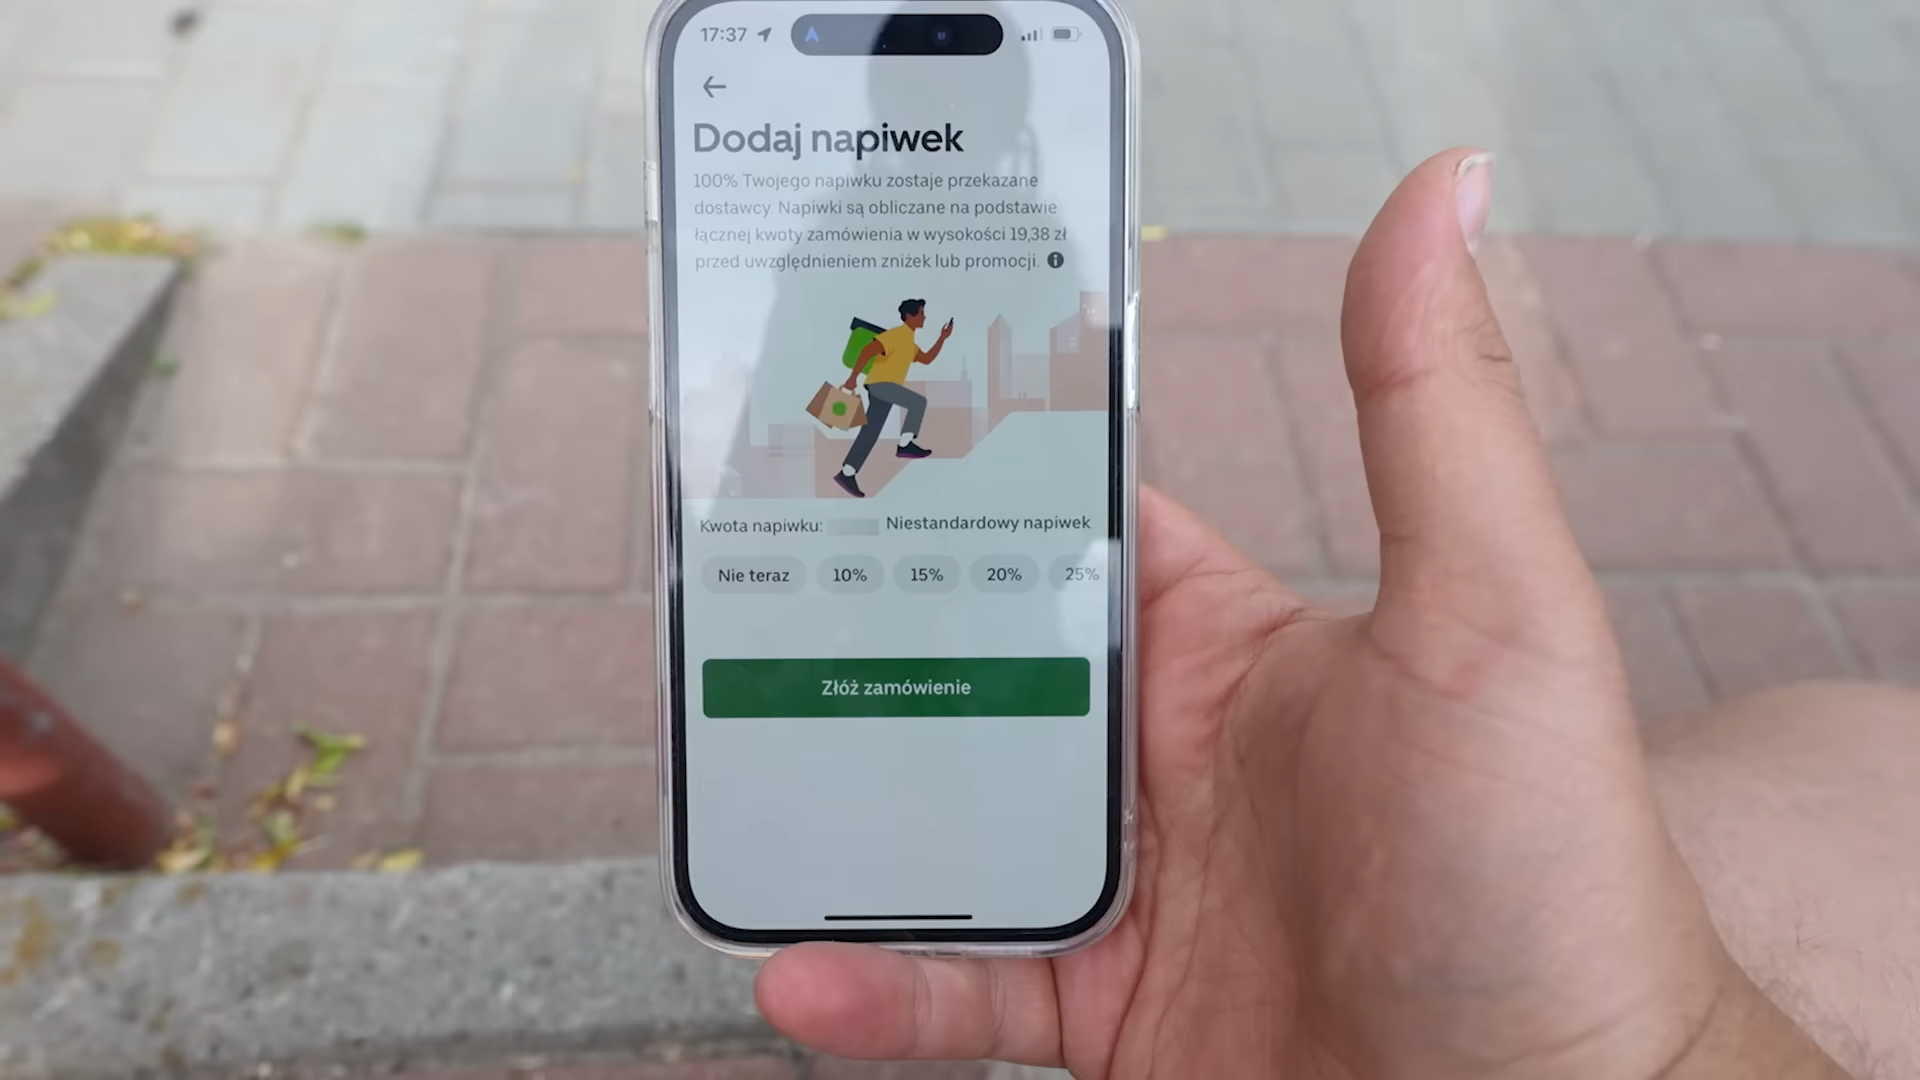 17:37
Dodaj napiwek
100% Twojego napiwku zostaje przekazane
dostawcy. Napiwki są obliczane na podstawie
łącznej kwoty zamówienia w wysokości 19,38 zł
przed uwzględnieniem zniżek lub promocji.
Kwota napiwku: Niestandardowy napiwek
Nie teraz 10% 15% 20% 25%
Złóż zamówienie